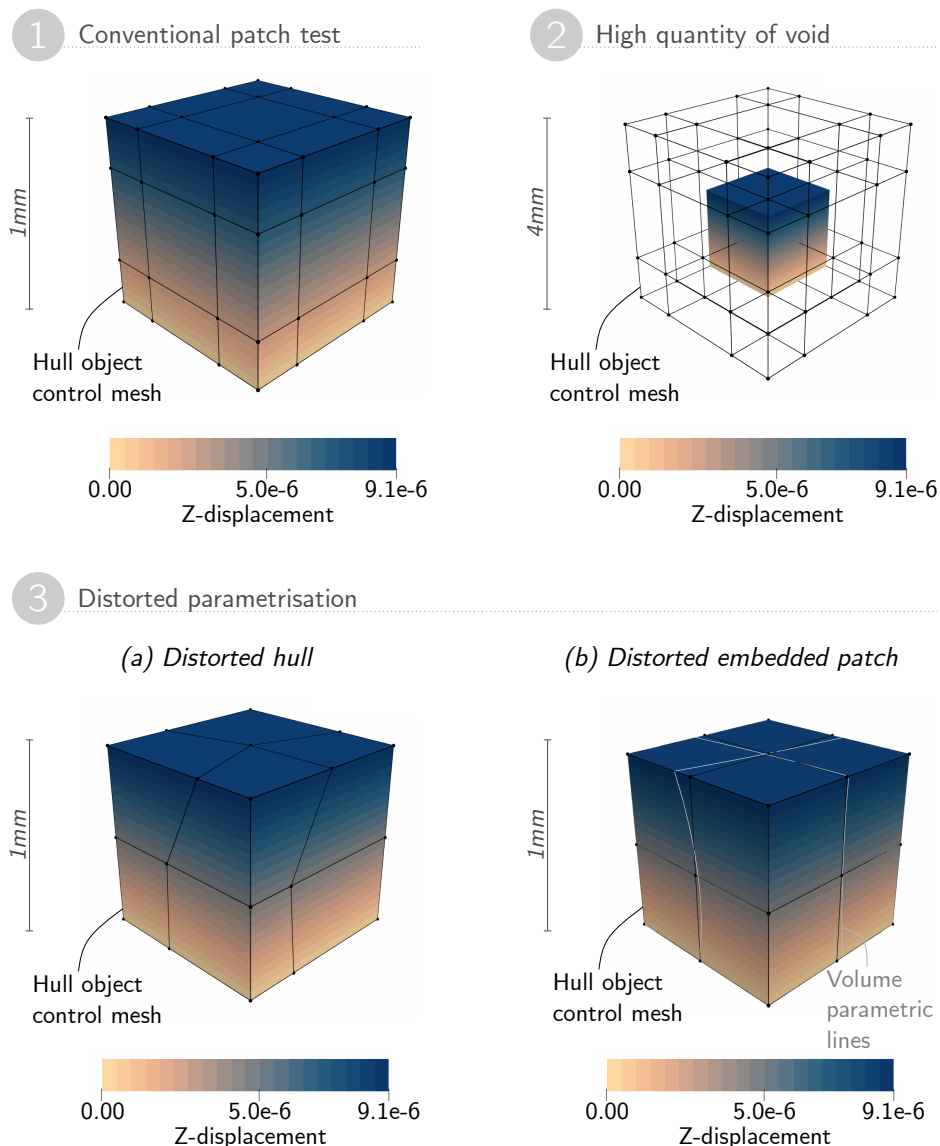 1 Conventional patch test
1mm
Hull object
control mesh
0.00 5.0e-6 9.1e-6
Z-displacement
2 High quantity of void
4mm
Hull object
control mesh
0.00 5.0e-6 9.1e-6
Z-displacement
3 Distorted parametrisation
(a) Distorted hull
1mm
Hull object
control mesh
0.00 5.0e-6 9.1e-6
Z-displacement
(b) Distorted embedded patch
1mm
Hull object
control mesh
Volume
parametric
lines
0.00 5.0e-6 9.1e-6
Z-displacement